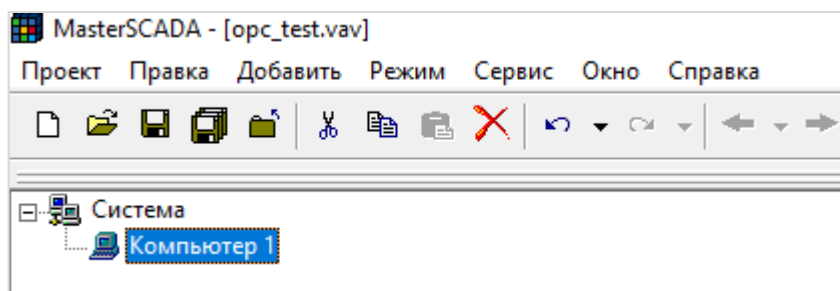 MasterSCADA - [opc_test.vav]
Проект Правка Добавить Режим Сервис Окно Справка
Система
Компьютер 1